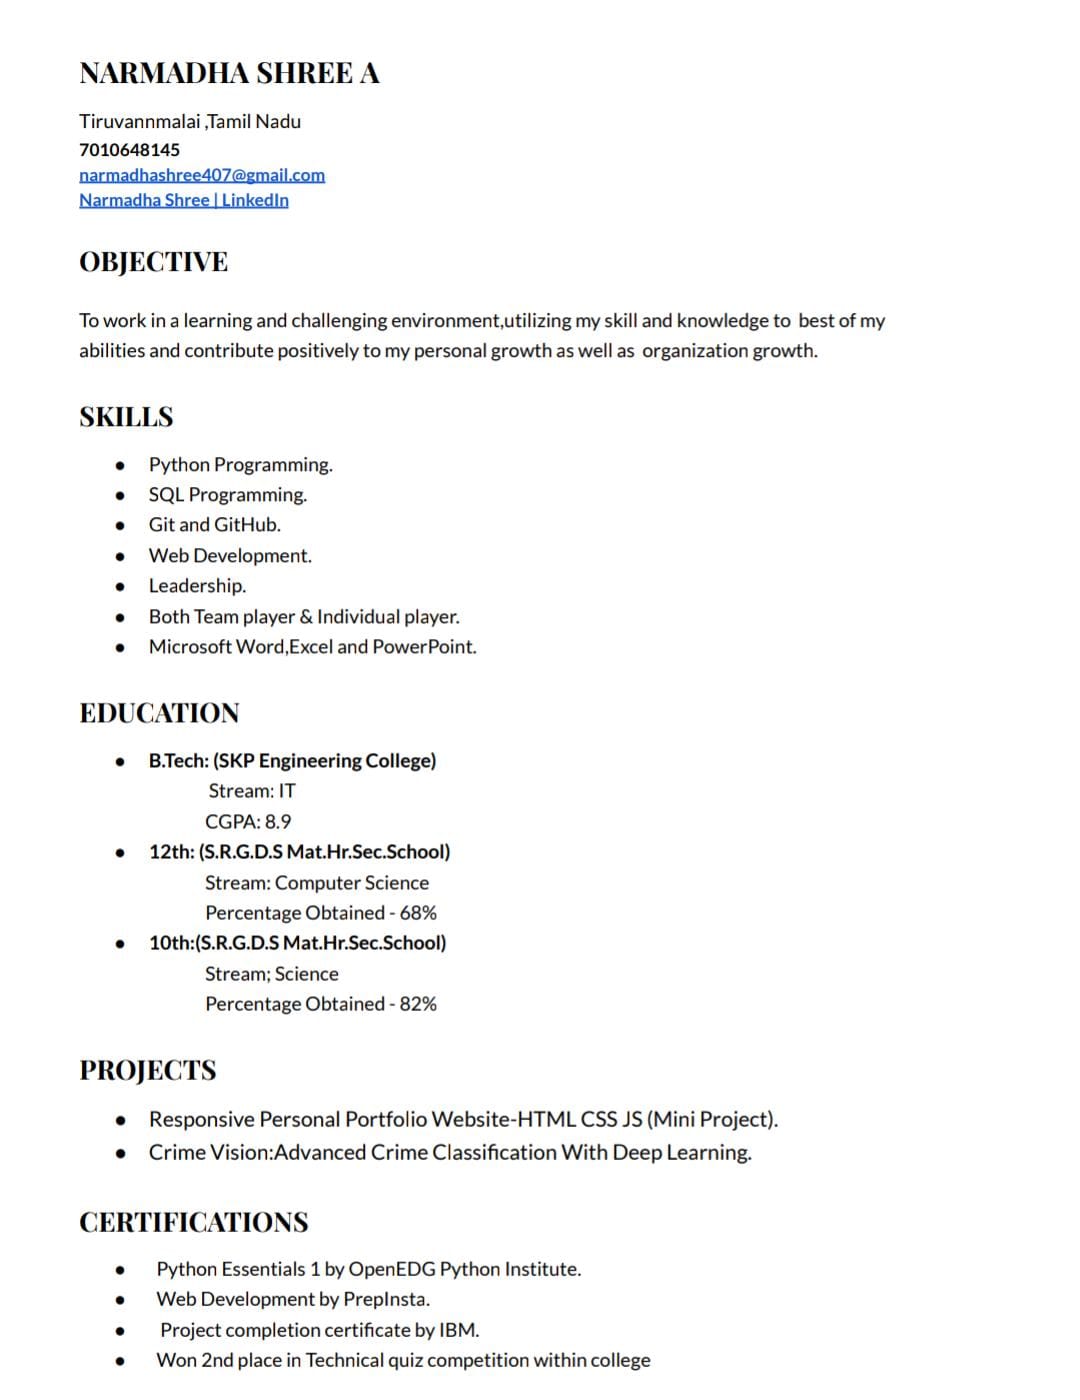 NARMADHA SHREE A
Tiruvannmalai ,Tamil Nadu
7010648145
narmadhashree407@gmail.com
Narmadha Shree | LinkedIn
OBJECTIVE
To work in a learning and challenging environment,utilizing my skill and knowledge to best of my
abilities and contribute positively to my personal growth as well as organization growth.
SKILLS
● Python Programming.
● SQL Programming.
● Git and GitHub.
● Web Development.
● Leadership.
● Both Team player & Individual player.
● Microsoft Word,Excel and PowerPoint.
EDUCATION
● B.Tech: (SKP Engineering College)
Stream: IT
CGPA: 8.9
● 12th: (S.R.G.D.S Mat.Hr.Sec.School)
Stream: Computer Science
Percentage Obtained - 68%
● 10th:(S.R.G.D.S Mat.Hr.Sec.School)
Stream; Science
Percentage Obtained - 82%
PROJECTS
● Responsive Personal Portfolio Website-HTML CSS JS (Mini Project).
● Crime Vision:Advanced Crime Classification With Deep Learning.
CERTIFICATIONS
● Python Essentials 1 by OpenEDG Python Institute.
● Web Development by PrepInsta.
● Project completion certificate by IBM.
● Won 2nd place in Technical quiz competition within college